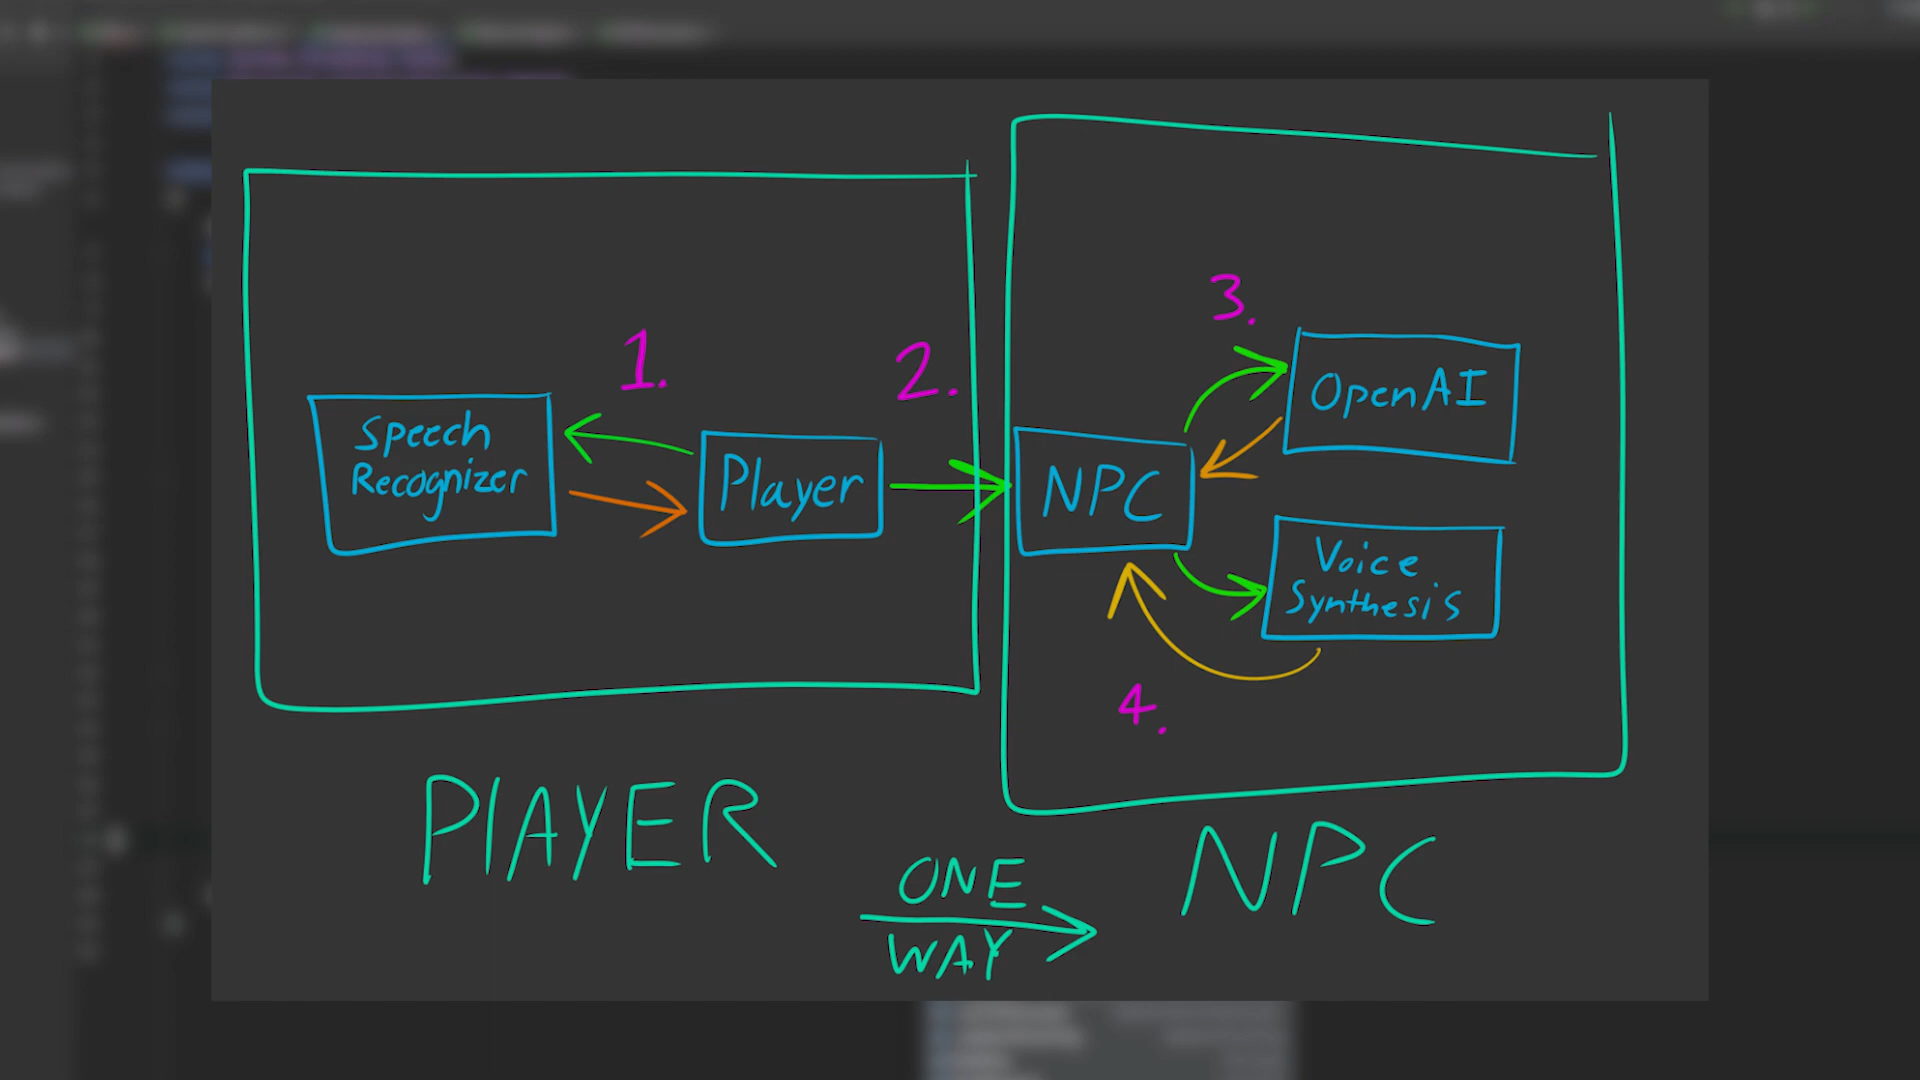 1.
2.
3.
Speech
Recognizer
Player
NPC
OpenAI
Voice
Synthesis
4.
PLAYER
ONE
WAY
NPC